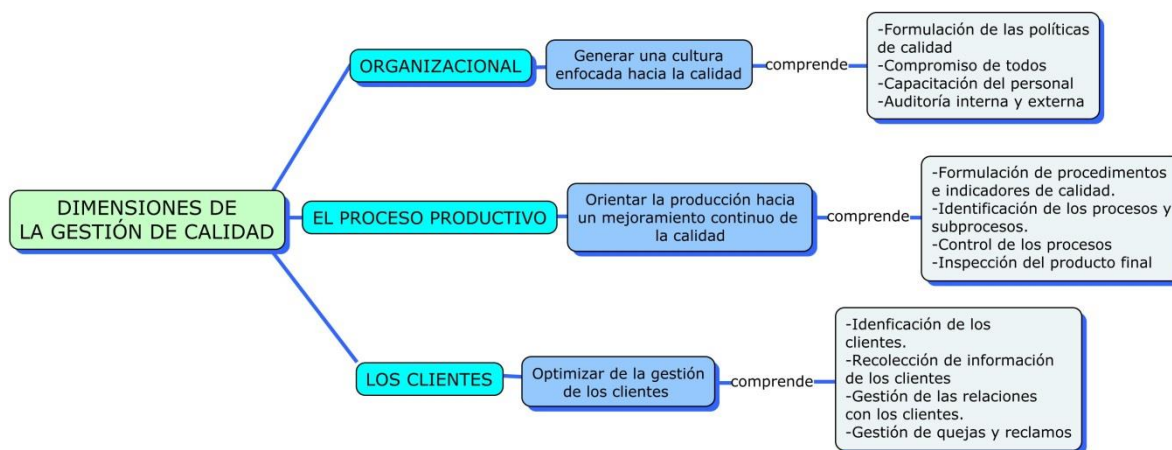 DIMENSIONES DE
LA GESTIÓN DE CALIDAD
ORGANIZACIONAL
Generar una cultura
enfocada hacia la calidad
comprende
-Formulación de las políticas
de calidad
-Compromiso de todos
-Capacitación del personal
-Auditoría interna y externa
EL PROCESO PRODUCTIVO
Orientar la producción hacia
un mejoramiento continuo de
la calidad
comprende
-Formulación de procedimentos
e indicadores de calidad.
-Identificación de los procesos y
subprocesos.
-Control de los procesos
-Inspección del producto final
LOS CLIENTES
Optimizar de la gestión
de los clientes
comprende
-Idenficación de los
clientes.
-Recolección de información
de los clientes
-Gestión de las relaciones
con los clientes.
-Gestión de quejas y reclamos